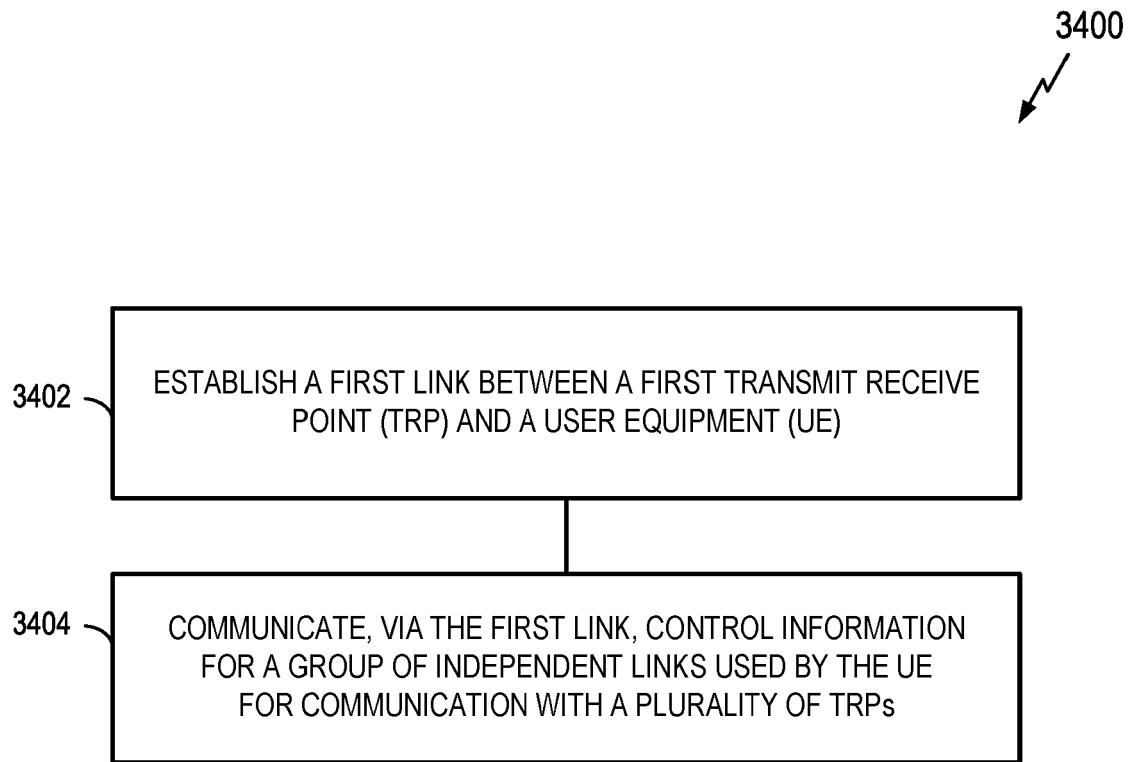 3400
3402
ESTABLISH A FIRST LINK BETWEEN A FIRST TRANSMIT RECEIVE
POINT (TRP) AND A USER EQUIPMENT (UE)
3404
COMMUNICATE, VIA THE FIRST LINK, CONTROL INFORMATION
FOR A GROUP OF INDEPENDENT LINKS USED BY THE UE
FOR COMMUNICATION WITH A PLURALITY OF TRPs